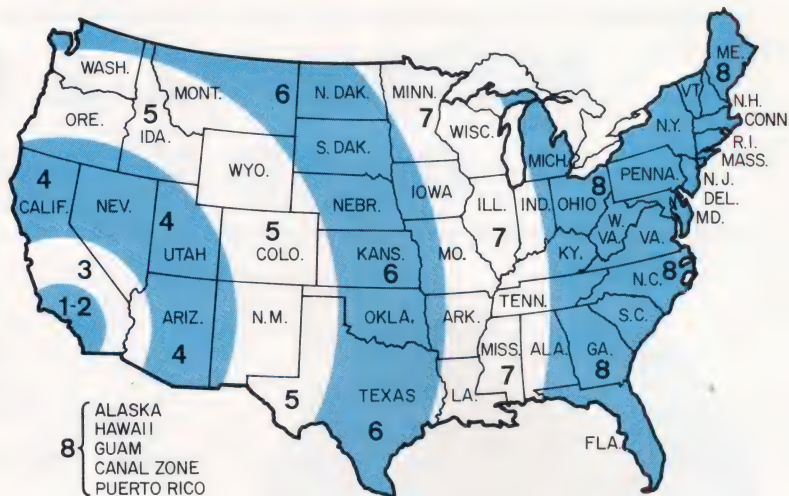 WASH.
MONT.
6
N. DAK.
MINN.
7
ME.
8
VT.
N.H.
CONN.
R.I.
MASS.
ORE.
5
IDA.
WISC.
N.Y.
S. DAK.
MICH.
WYO.
PENNA.
N.J.
DEL.
MD.
4
CALIF.
NEV.
4
UTAH
5
COLO.
NEBR.
IOWA
ILL.
7
IND.
OHIO
8
W.
VA.
VA.
KANS.
6
MO.
KY.
3
1-2
ARIZ.
4
N.M.
OKLA.
ARK.
TENN.
N.C.
8
S.C.
MISS.
7
ALA.
GA.
8
5
TEXAS
6
LA.
FLA.
8
ALASKA
HAWAII
GUAM
CANAL ZONE
PUERTO RICO